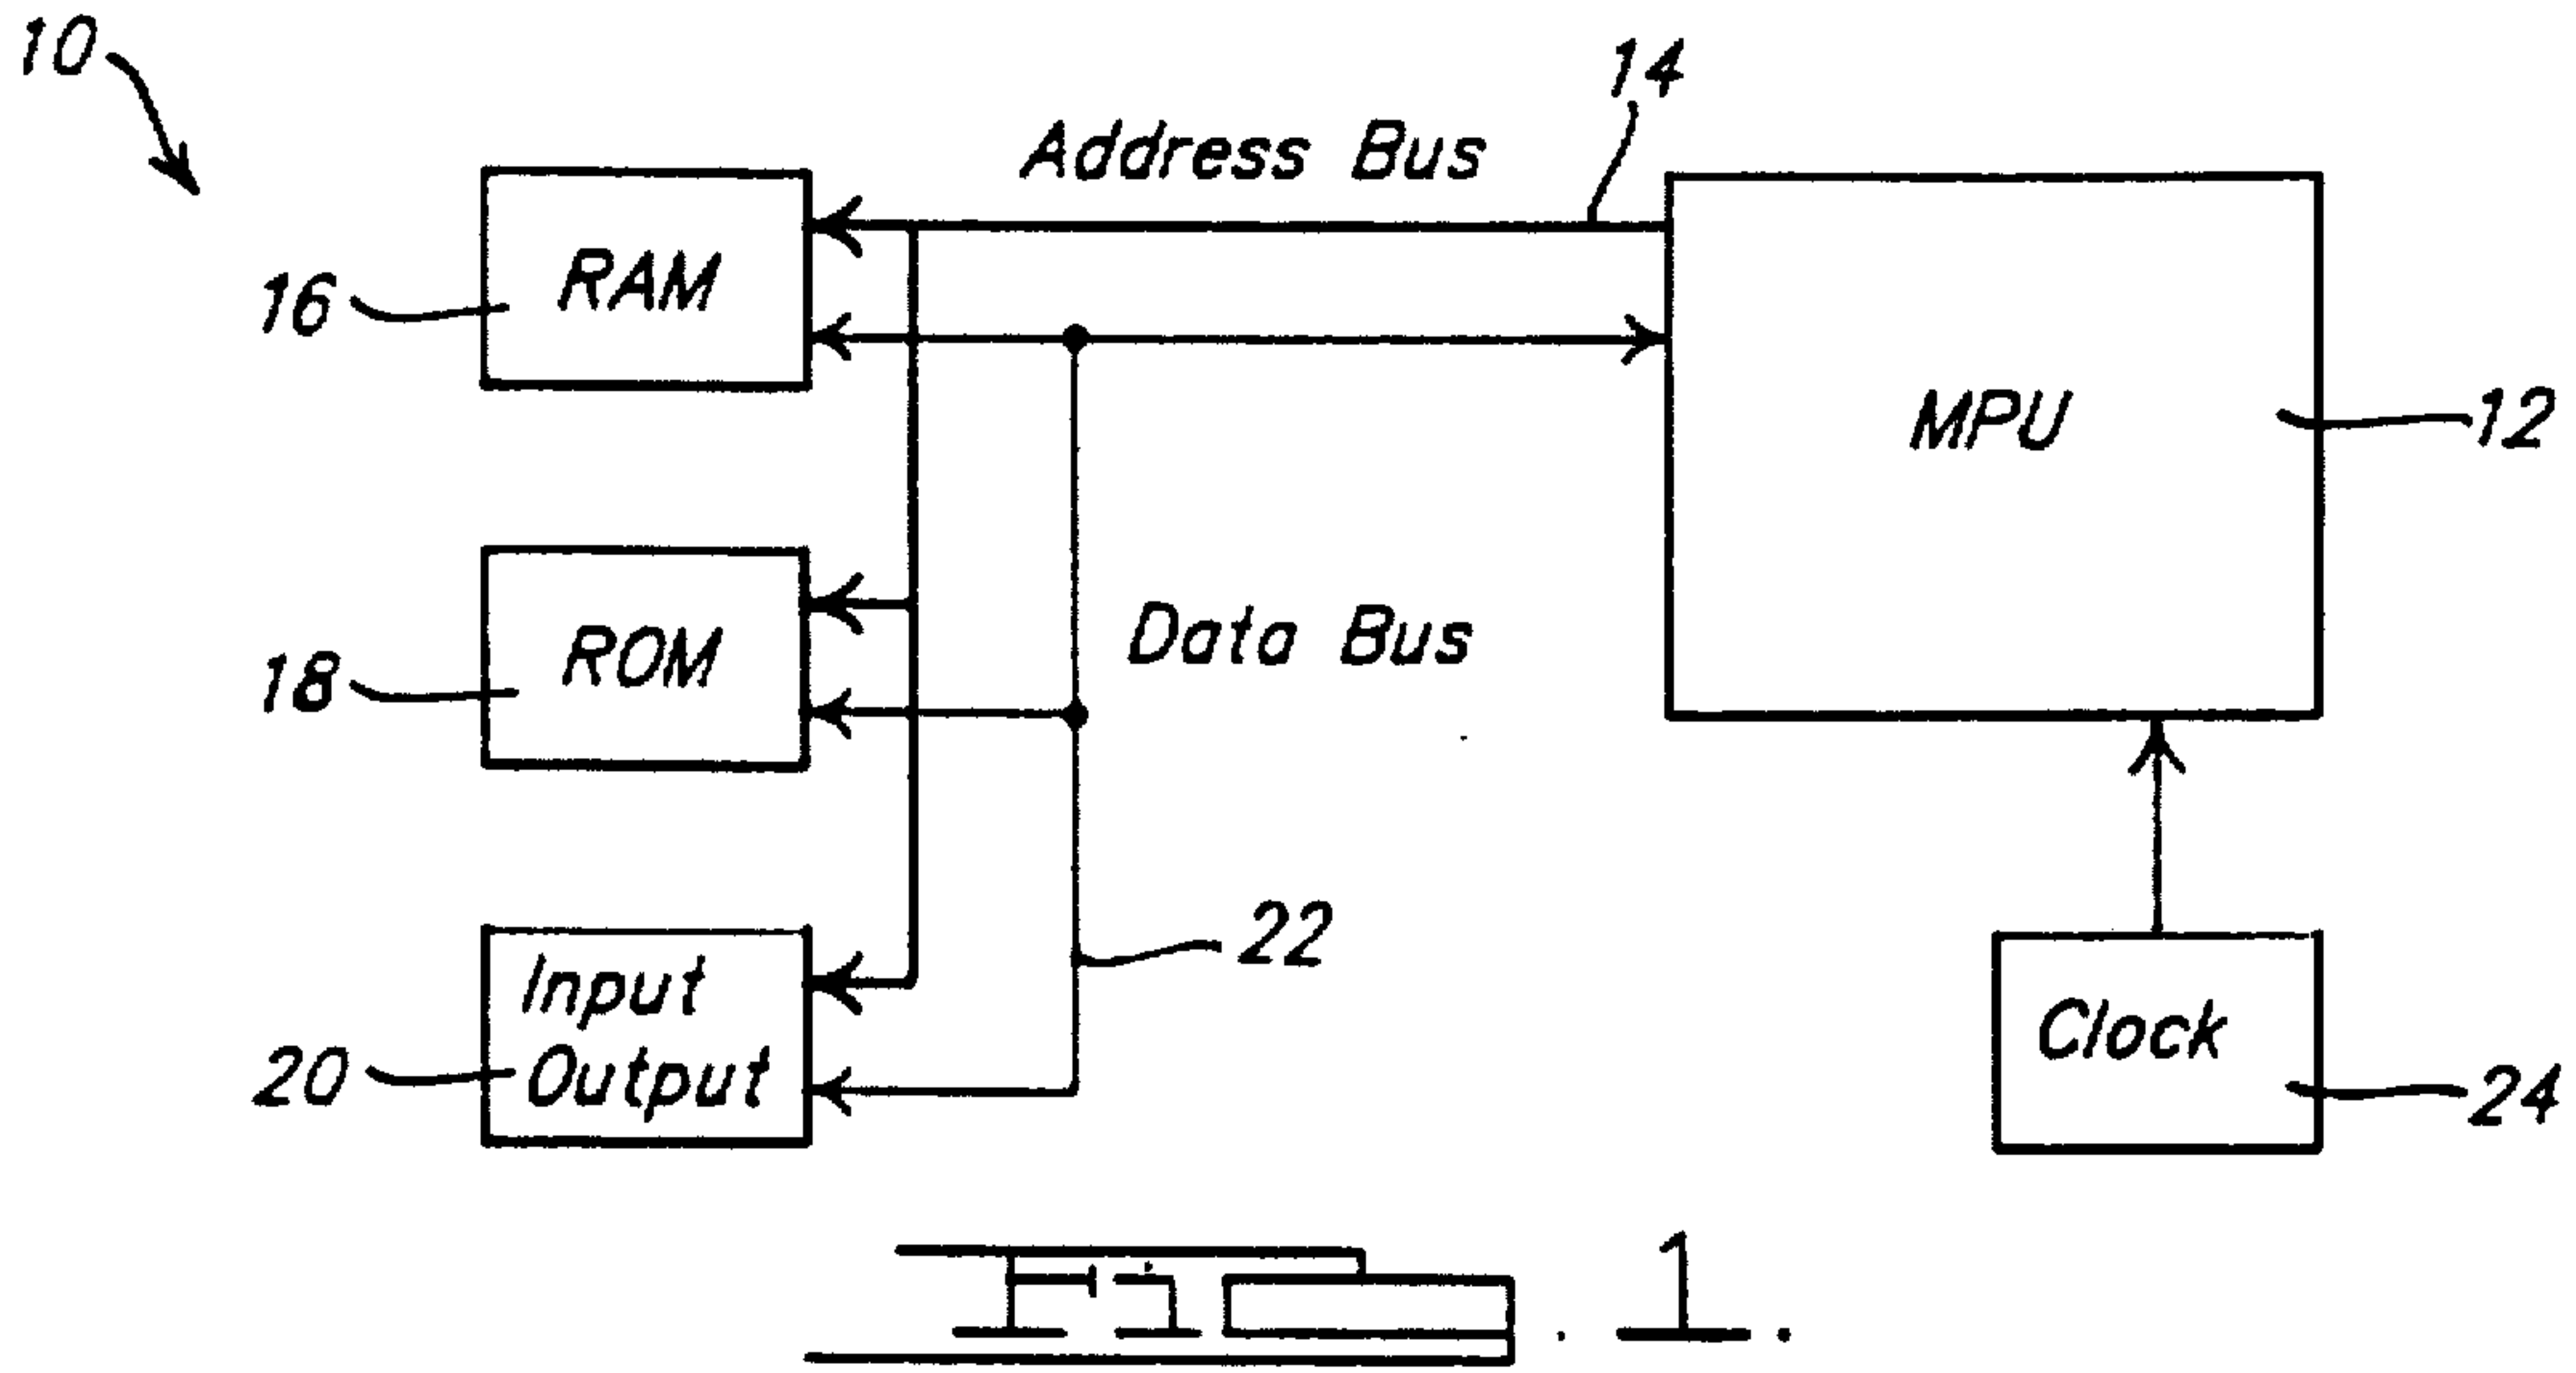 10
14
Address Bus
RAM
16
MPU
12
ROM
18
Data Bus
22
Input
Output
20
Clock
24
Fig. 1.